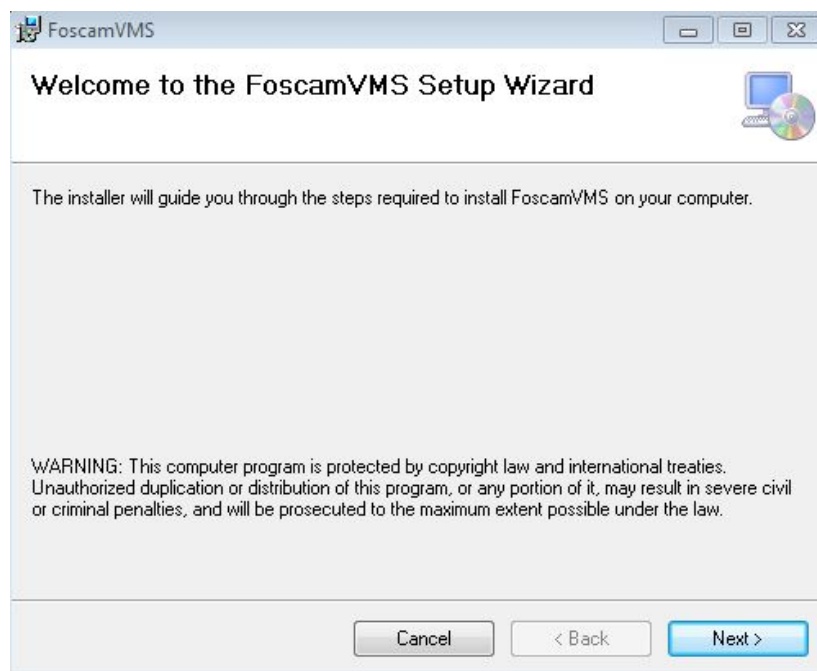 FoscamVMS
Welcome to the FoscamVMS Setup Wizard
The installer will guide you through the steps required to install FoscamVMS on your computer.
WARNING: This computer program is protected by copyright law and international treaties.
Unauthorized duplication or distribution of this program, or any portion of it, may result in severe civil
or criminal penalties, and will be prosecuted to the maximum extent possible under the law.
Cancel
< Back
Next >